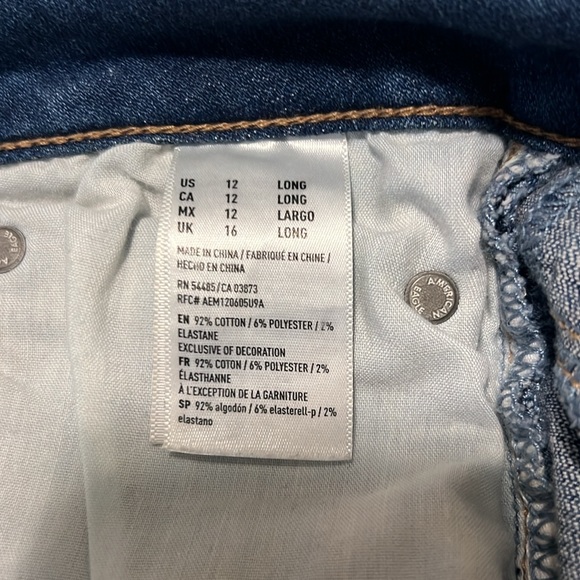 US 12 LONG
CA 12 LONG
MX 12 LARGO
UK 16 LONG
MADE IN CHINA / FABRIQUÉ EN CHINE /
HECHO EN CHINA
RN 54485/CA 03873
RFC# AEM120605U9A
EN 92% COTTON / 6% POLYESTER / 2%
ELASTANE
EXCLUSIVE OF DECORATION
FR 92% COTON / 6% POLYESTER / 2%
ÉLASTHANNE
À L'EXCEPTION DE LA GARNITURE
SP 92% algodón / 6% elasterell-p / 2%
elastano
AMERICAN
EAGLE